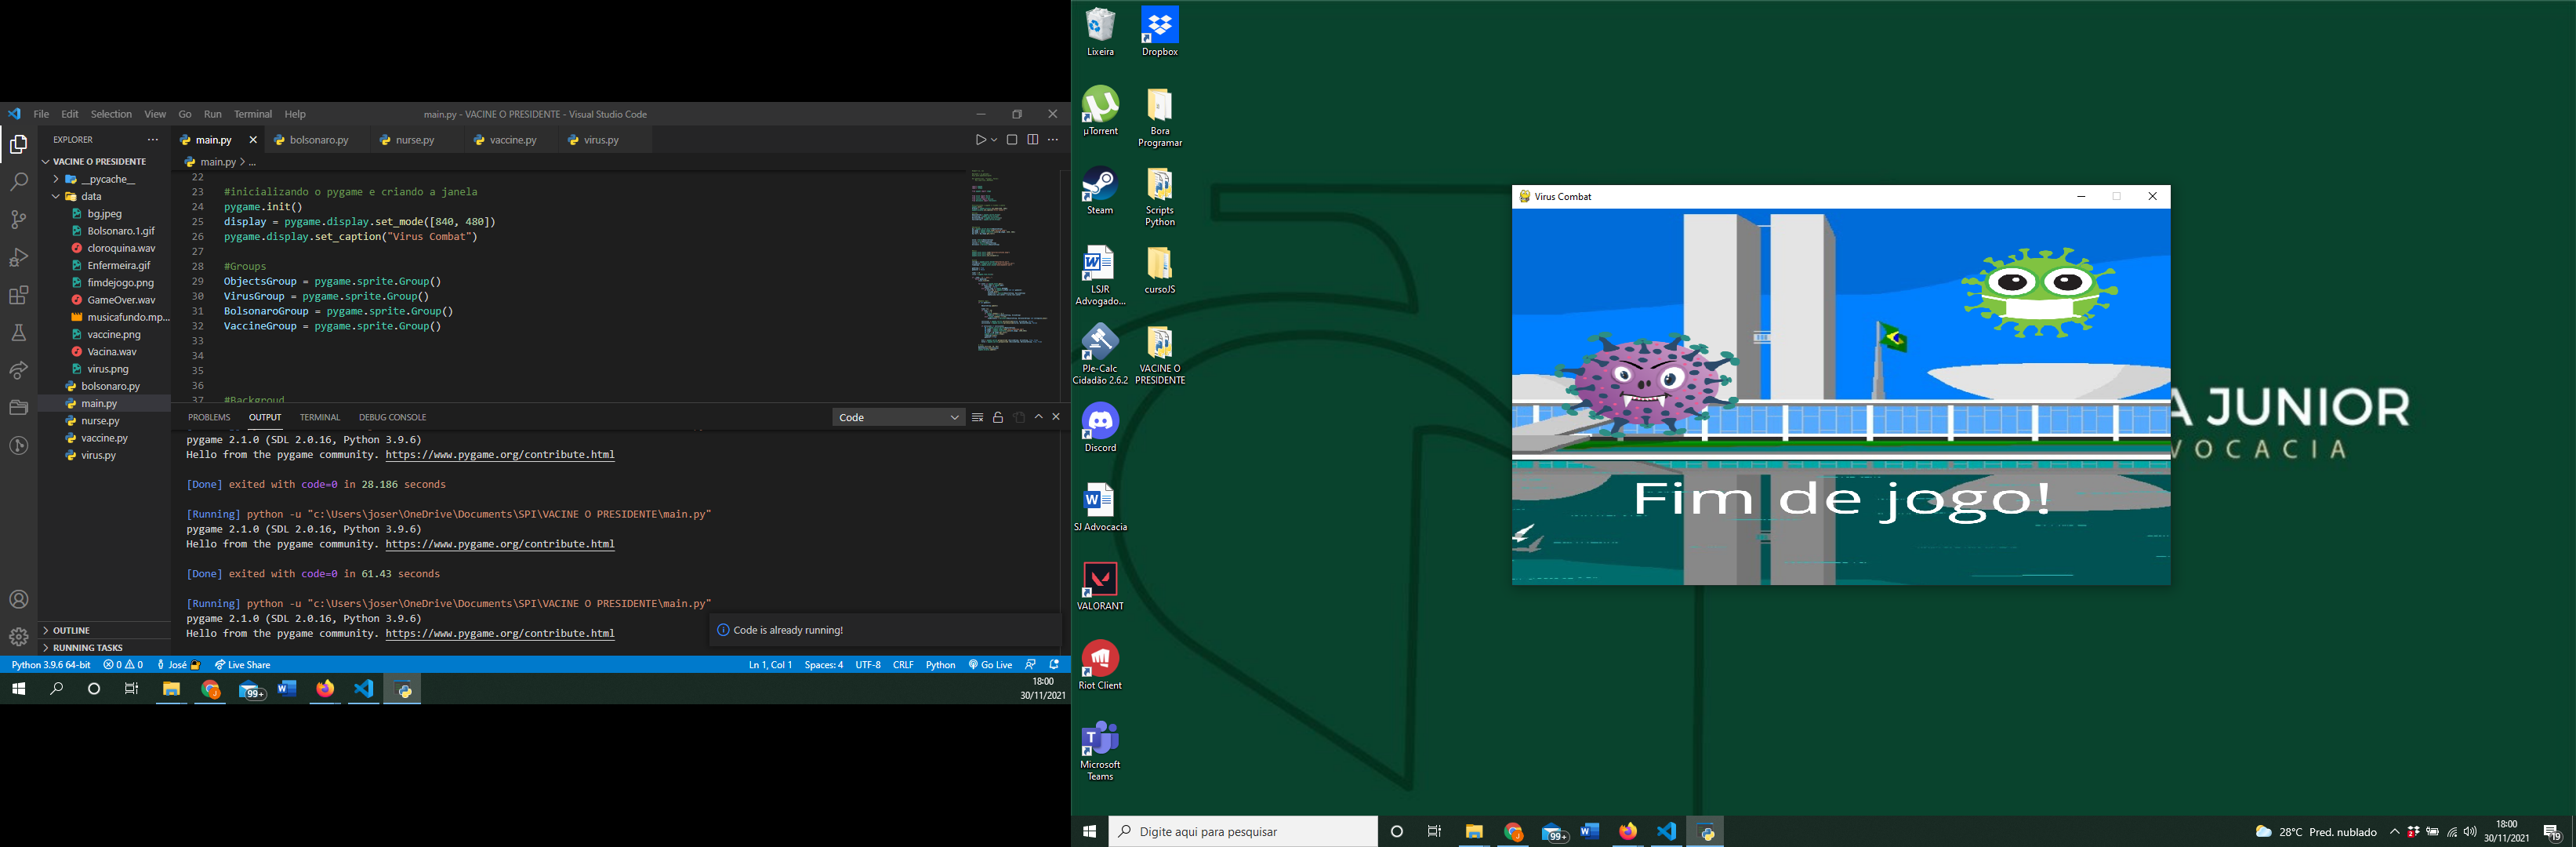 File Edit Selection View Go Run Terminal Help
main.py - VACINE O PRESIDENTE - Visual Studio Code
EXPLORER
VACINE O PRESIDENTE
__pycache__
data
bg.jpeg
Bolsonaro.1.gif
cloroquina.wav
Enfermeira.gif
fimdejogo.png
GameOver.wav
musicafundo.mp...
vaccine.png
Vacina.wav
virus.png
bolsonaro.py
main.py
nurse.py
vaccine.py
virus.py
OUTLINE
RUNNING TASKS
main.py bolsonaro.py nurse.py vaccine.py virus.py
main.py > ...
22
23 #inicializando o pygame e criando a janela
24 pygame.init()
25 display = pygame.display.set_mode([840, 480])
26 pygame.display.set_caption("Virus Combat")
27
28 #Groups
29 ObjectsGroup = pygame.sprite.Group()
30 VirusGroup = pygame.sprite.Group()
31 BolsonaroGroup = pygame.sprite.Group()
32 VaccineGroup = pygame.sprite.Group()
33
34
35
36
37 #Backgroud
PROBLEMS OUTPUT TERMINAL DEBUG CONSOLE
Code
pygame 2.1.0 (SDL 2.0.16, Python 3.9.6)
Hello from the pygame community. https://www.pygame.org/contribute.html
[Done] exited with code=0 in 28.186 seconds
[Running] python -u "c:\Users\joser\OneDrive\Documents\SPI\VACINE O PRESIDENTE\main.py"
pygame 2.1.0 (SDL 2.0.16, Python 3.9.6)
Hello from the pygame community. https://www.pygame.org/contribute.html
[Done] exited with code=0 in 61.43 seconds
[Running] python -u "c:\Users\joser\OneDrive\Documents\SPI\VACINE O PRESIDENTE\main.py"
pygame 2.1.0 (SDL 2.0.16, Python 3.9.6)
Hello from the pygame community. https://www.pygame.org/contribute.html
Code is already running!
Python 3.9.6 64-bit 0 0 José Live Share
Ln 1, Col 1 Spaces: 4 UTF-8 CRLF Python Go Live
99+
18:00
30/11/2021
Lixeira
Dropbox
µTorrent
Bora
Programar
Steam
Scripts
Python
LSJR
Advogado...
cursoJS
PJe-Calc
Cidadão 2.6.2
VACINE O
PRESIDENTE
Discord
SJ Advocacia
VALORANT
Riot Client
Microsoft
Teams
Virus Combat
Fim de jogo!
A JUNIOR
VOCACIA
Digite aqui para pesquisar
99+
28°C Pred. nublado
18:00
30/11/2021
19